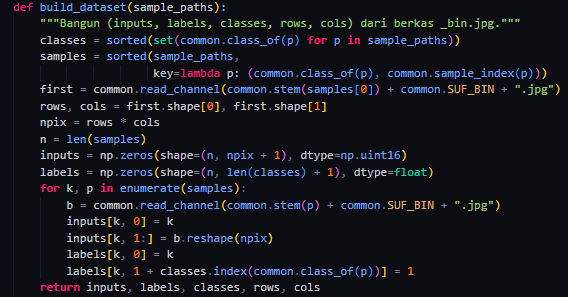 def build_dataset(sample_paths):
    """Bangun (inputs, labels, classes, rows, cols) dari berkas _bin.jpg."""
    classes = sorted(set(common.class_of(p) for p in sample_paths))
    samples = sorted(sample_paths,
                     key=lambda p: (common.class_of(p), common.sample_index(p)))
    first = common.read_channel(common.stem(samples[0]) + common.SUF_BIN + ".jpg")
    rows, cols = first.shape[0], first.shape[1]
    npix = rows * cols
    n = len(samples)
    inputs = np.zeros(shape=(n, npix + 1), dtype=np.uint16)
    labels = np.zeros(shape=(n, len(classes) + 1), dtype=float)
    for k, p in enumerate(samples):
        b = common.read_channel(common.stem(p) + common.SUF_BIN + ".jpg")
        inputs[k, 0] = k
        inputs[k, 1:] = b.reshape(npix)
        labels[k, 0] = k
        labels[k, 1 + classes.index(common.class_of(p))] = 1
    return inputs, labels, classes, rows, cols